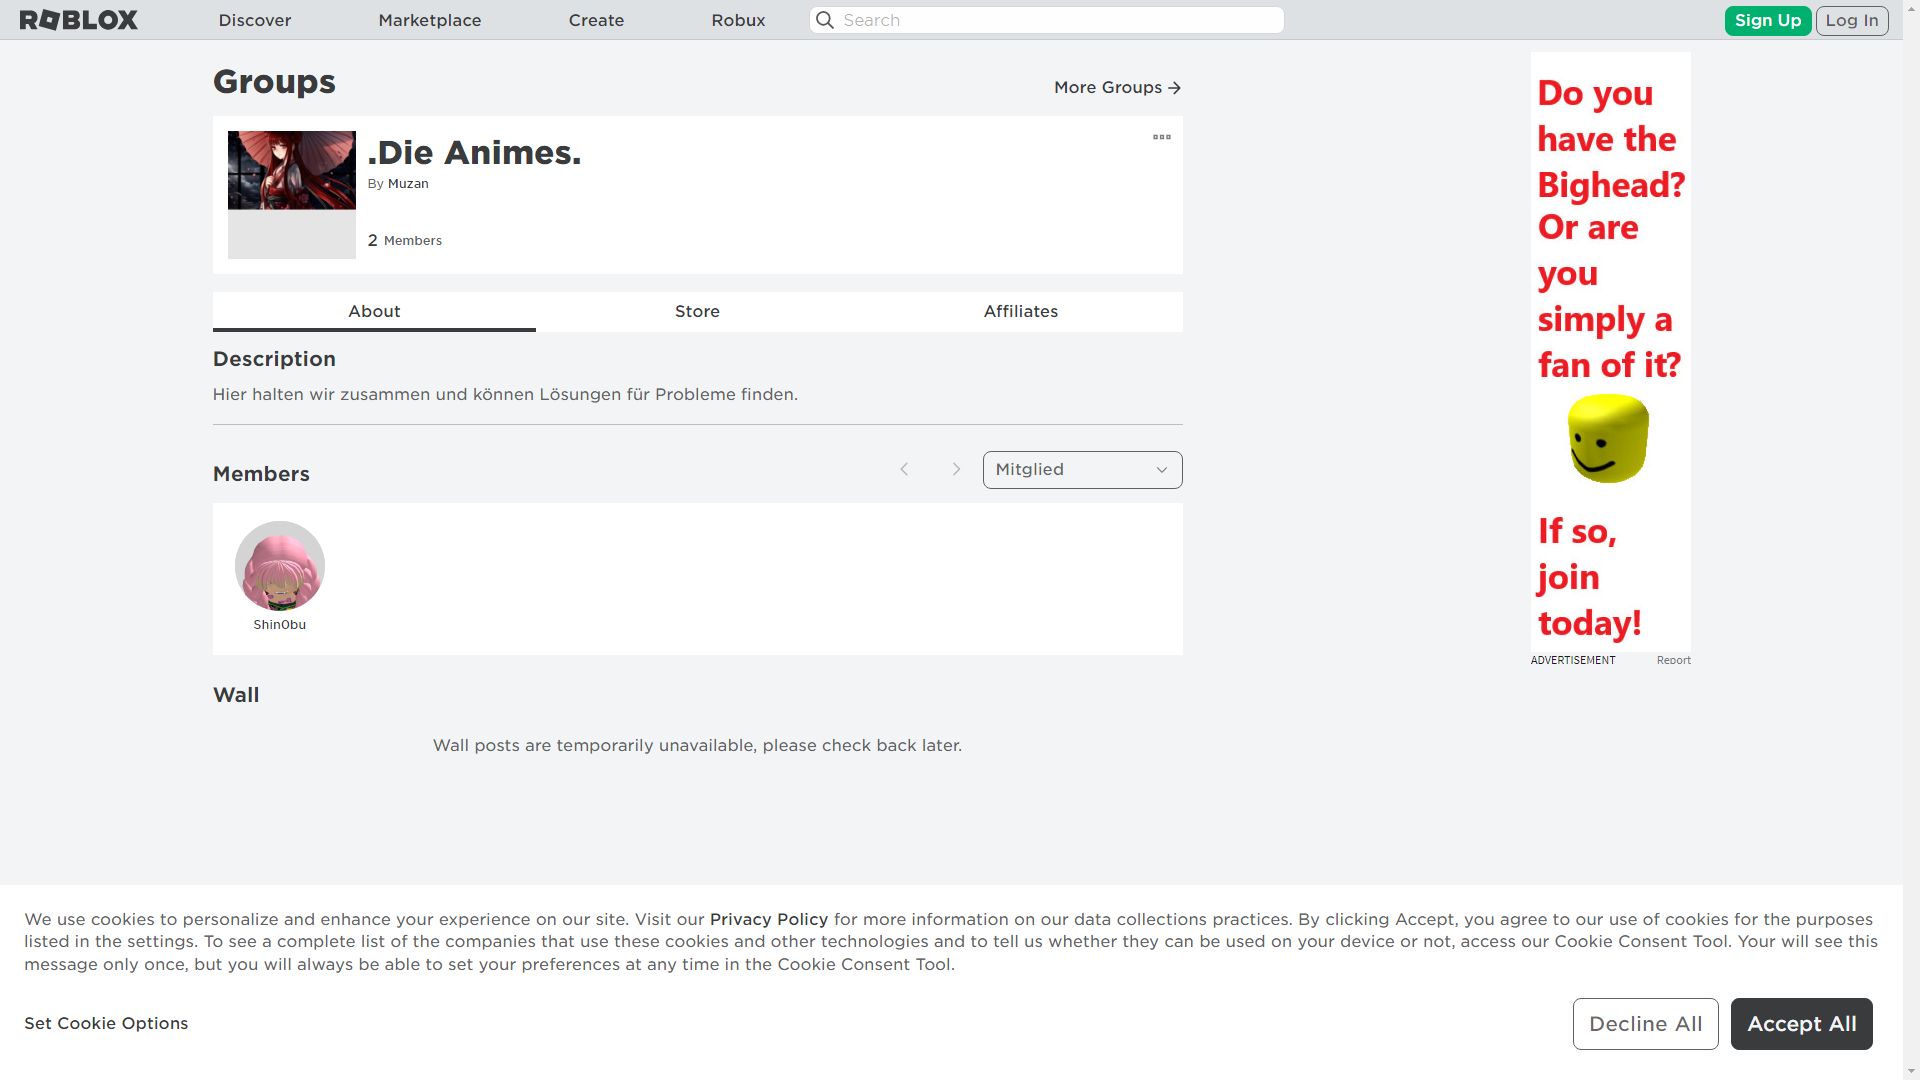 ROBLOX
Discover
Marketplace
Create
Robux
Search
Sign Up
Log In
Groups
More Groups
.Die Animes.
By Muzan
2 Members
About
Store
Affiliates
Description
Hier halten wir zusammen und können Lösungen für Probleme finden.
Members
Mitglied
Shin0bu
Wall
Wall posts are temporarily unavailable, please check back later.
Do you
have the
Bighead?
Or are
you
simply a
fan of it?
If so,
join
today!
ADVERTISEMENT
Report
We use cookies to personalize and enhance your experience on our site. Visit our Privacy Policy for more information on our data collections practices. By clicking Accept, you agree to our use of cookies for the purposes
listed in the settings. To see a complete list of the companies that use these cookies and other technologies and to tell us whether they can be used on your device or not, access our Cookie Consent Tool. Your will see this
message only once, but you will always be able to set your preferences at any time in the Cookie Consent Tool.
Set Cookie Options
Decline All
Accept All